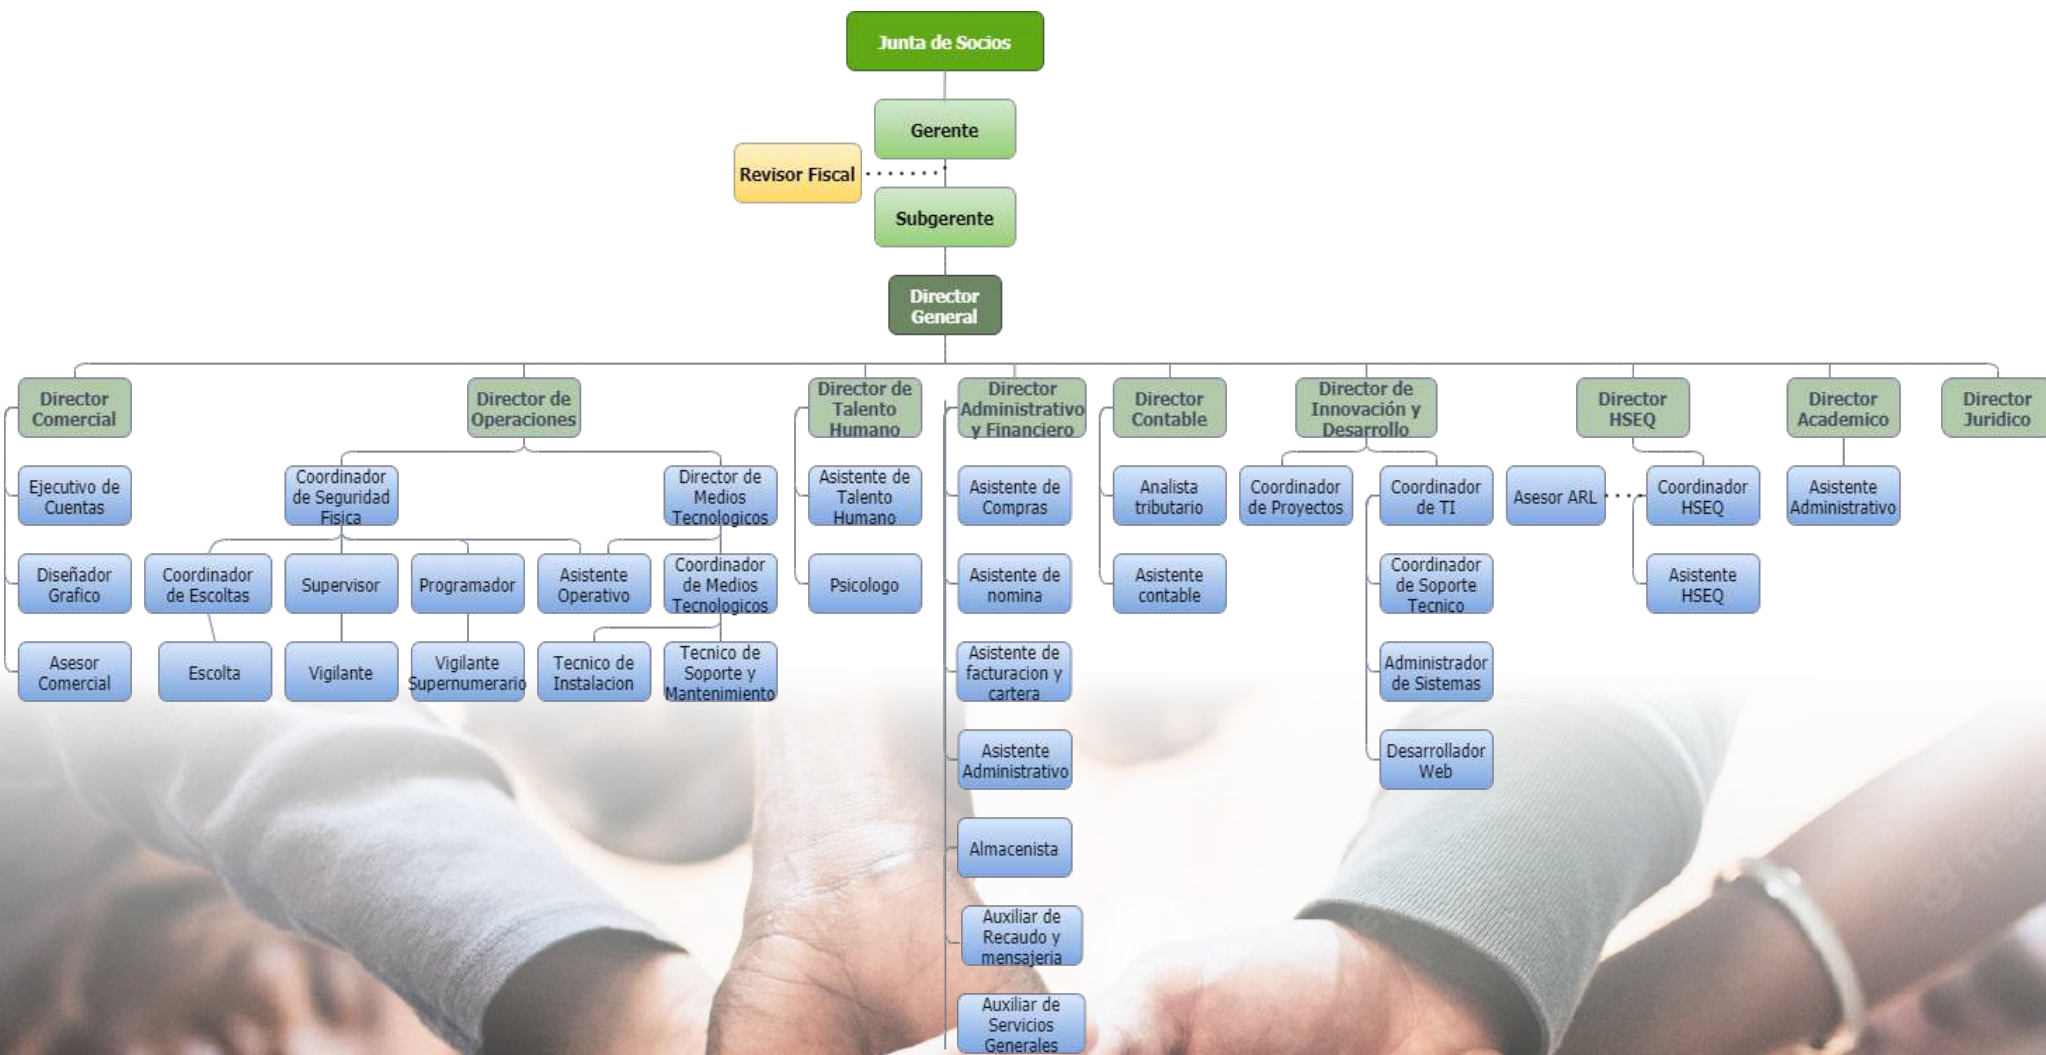 Junta de Socios
Gerente
Revisor Fiscal
Subgerente
Director
General
Director
Comercial
Director de
Operaciones
Director de
Talento
Humano
Director
Administrativo
y Financiero
Director
Contable
Director de
Innovación y
Desarrollo
Director
HSEQ
Director
Academico
Director
Juridico
Ejecutivo de
Cuentas
Coordinador
de Seguridad
Fisica
Director de
Medios
Tecnologicos
Asistente de
Talento
Humano
Asistente de
Compras
Analista
tributario
Coordinador
de Proyectos
Coordinador
de TI
Asesor ARL
Coordinador
HSEQ
Asistente
Administrativo
Diseñador
Grafico
Coordinador
de Escoltas
Supervisor
Programador
Asistente
Operativo
Coordinador
de Medios
Tecnologicos
Psicologo
Asistente de
nomina
Asistente
contable
Coordinador
de Soporte
Tecnico
Asistente
HSEQ
Asesor
Comercial
Escolta
Vigilante
Vigilante
Supernumerario
Tecnico de
Instalacion
Tecnico de
Soporte y
Mantenimiento
Asistente de
facturacion y
cartera
Administrador
de Sistemas
Asistente
Administrativo
Desarrollador
Web
Almacenista
Auxiliar de
Recaudo y
mensajeria
Auxiliar de
Servicios
Generales